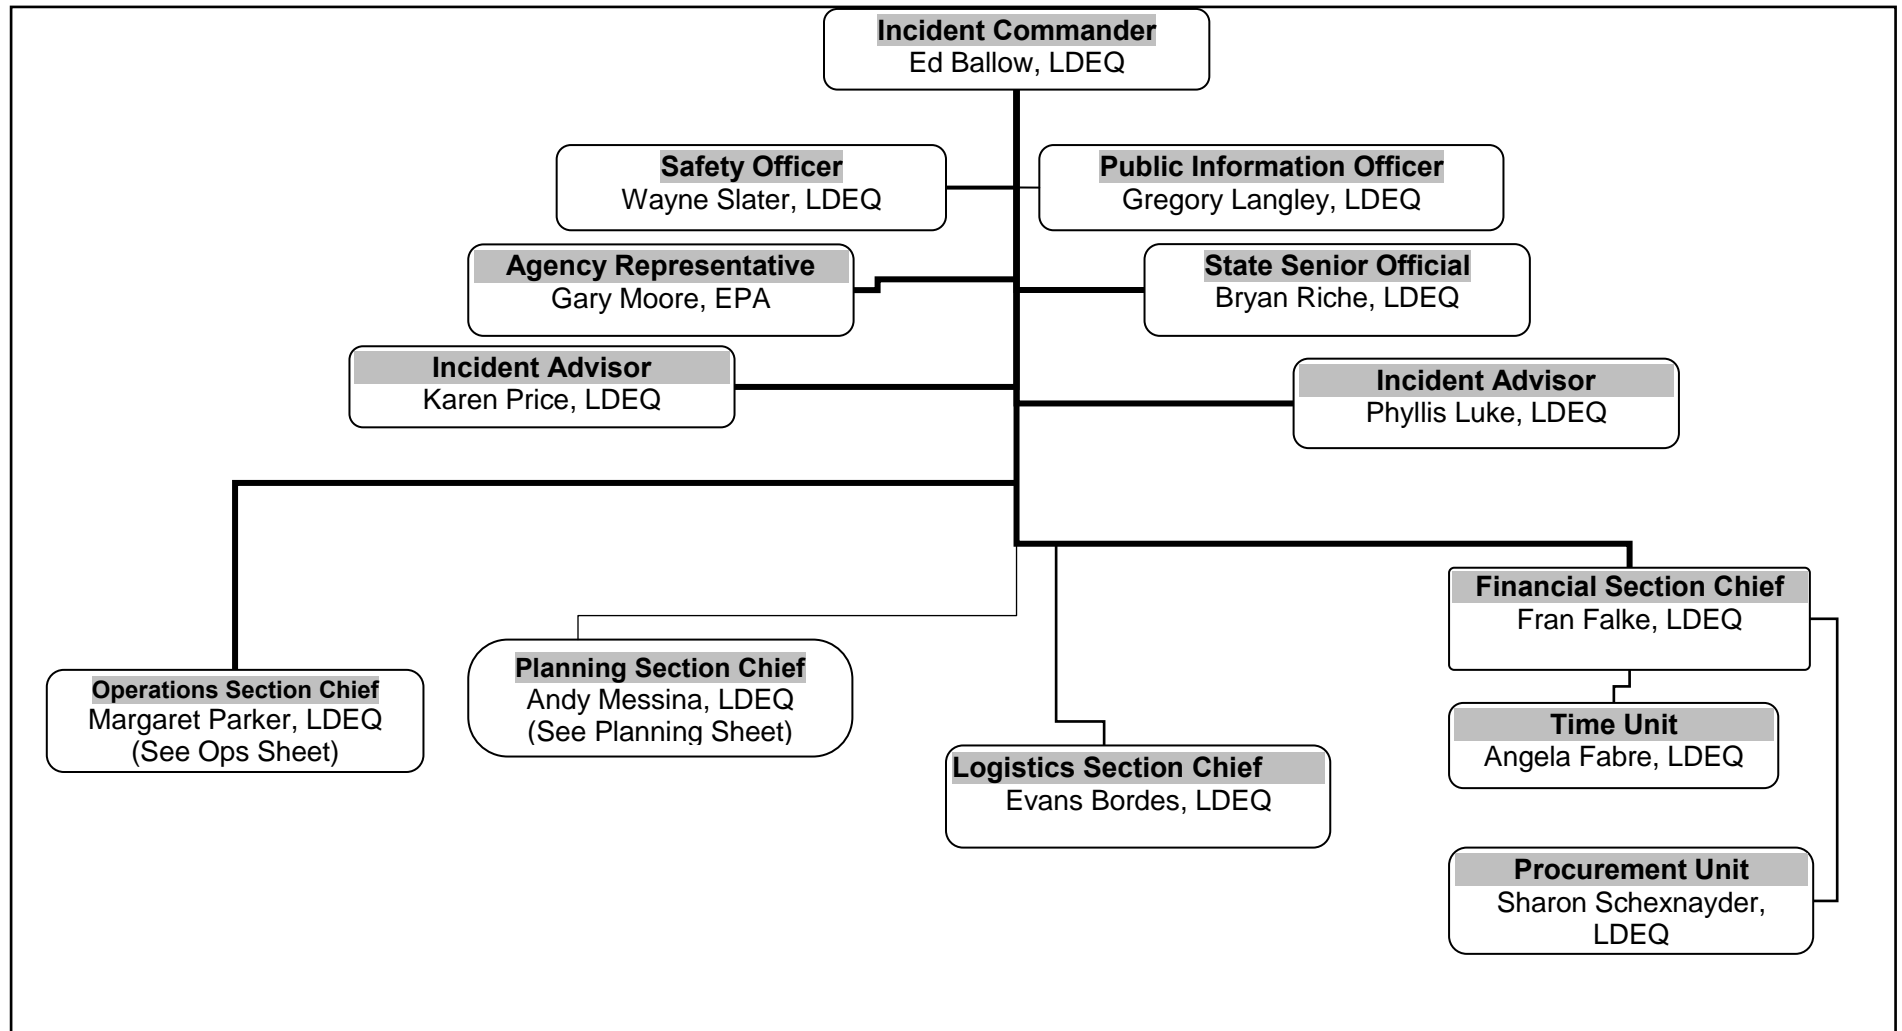 Incident Commander
Ed Ballow, LDEQ
Safety Officer
Wayne Slater, LDEQ
Public Information Officer
Gregory Langley, LDEQ
Agency Representative
Gary Moore, EPA
State Senior Official
Bryan Riche, LDEQ
Incident Advisor
Karen Price, LDEQ
Incident Advisor
Phyllis Luke, LDEQ
Operations Section Chief
Margaret Parker, LDEQ
(See Ops Sheet)
Planning Section Chief
Andy Messina, LDEQ
(See Planning Sheet)
Logistics Section Chief
Evans Bordes, LDEQ
Financial Section Chief
Fran Falke, LDEQ
Time Unit
Angela Fabre, LDEQ
Procurement Unit
Sharon Schexnayder,
LDEQ